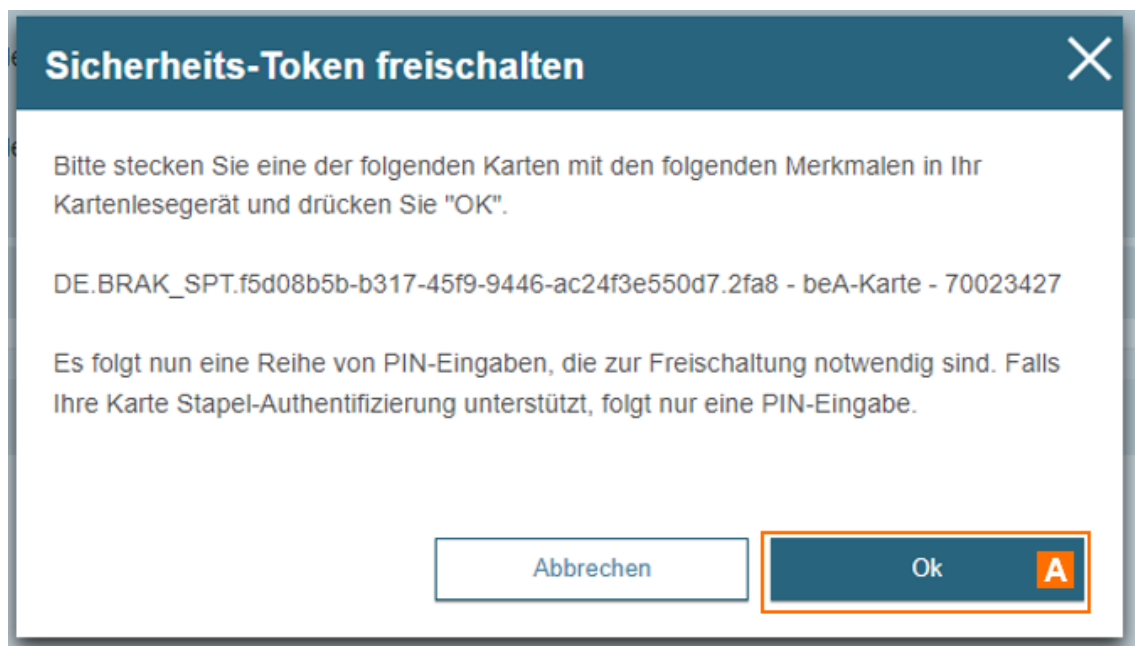 Sicherheits-Token freischalten
Bitte stecken Sie eine der folgenden Karten mit den folgenden Merkmalen in Ihr
Kartenlesegerät und drücken Sie "OK".
DE.BRAK_SPT.f5d08b5b-b317-45f9-9446-ac24f3e550d7.2fa8 - beA-Karte - 70023427
Es folgt nun eine Reihe von PIN-Eingaben, die zur Freischaltung notwendig sind. Falls
Ihre Karte Stapel-Authentifizierung unterstützt, folgt nur eine PIN-Eingabe.
Abbrechen
Ok A